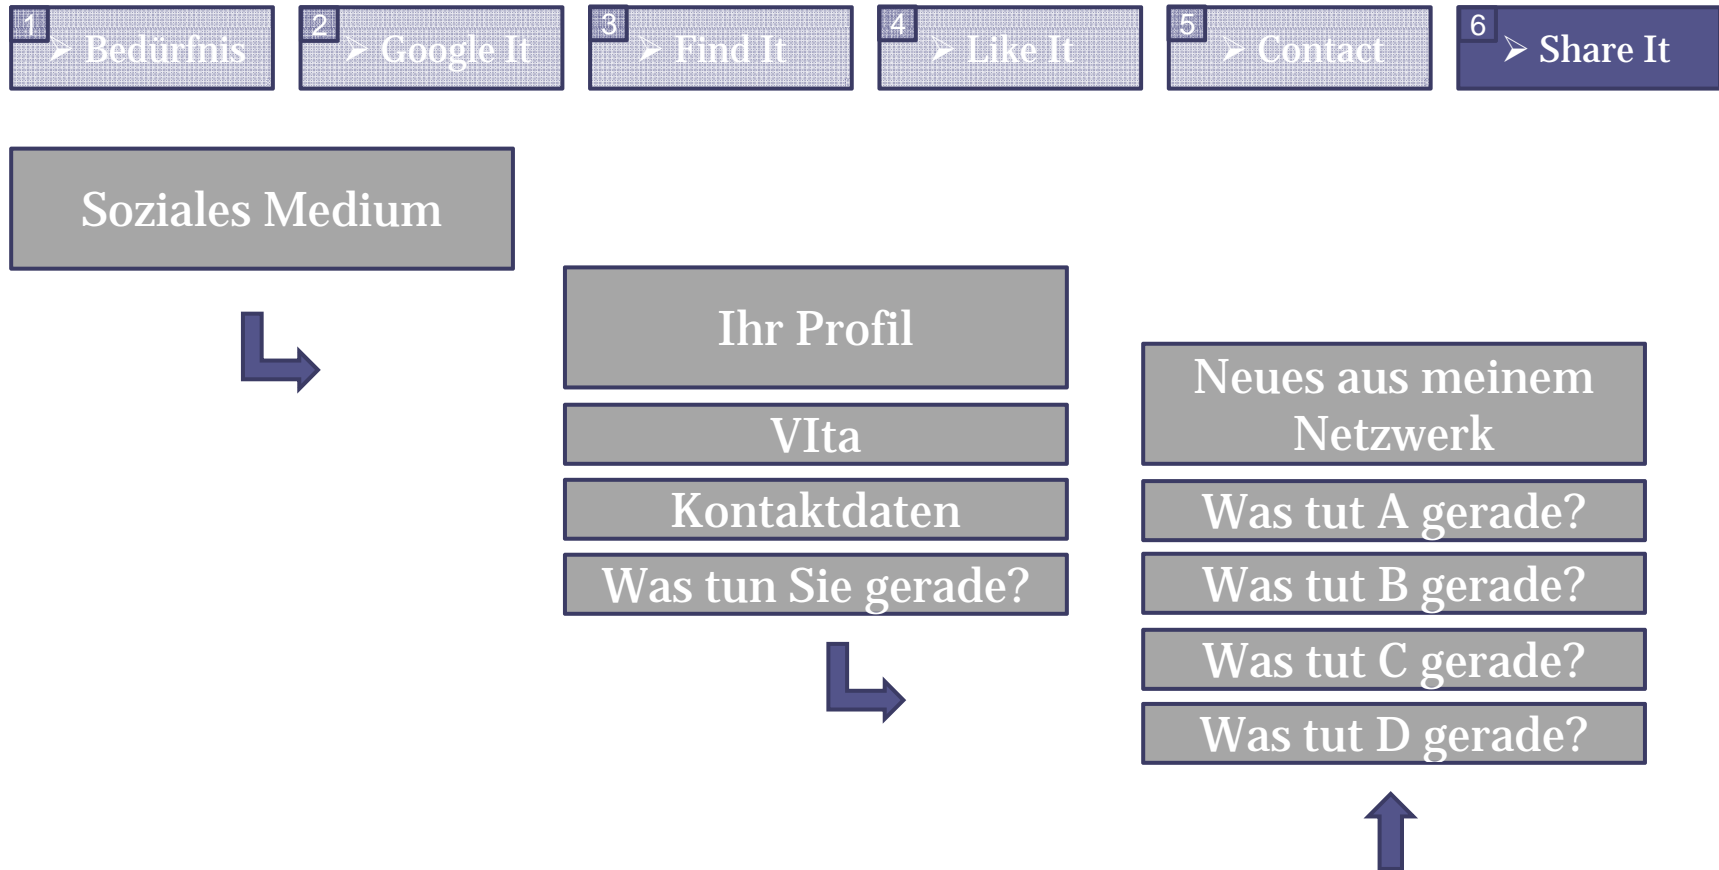 1
➢ Bedürfnis
2
➢ Google It
3
➢ Find It
4
➢ Like It
5
➢ Contact
6
➢ Share It
Soziales Medium
Ihr Profil
VIta
Kontaktdaten
Was tun Sie gerade?
Neues aus meinem
Netzwerk
Was tut A gerade?
Was tut B gerade?
Was tut C gerade?
Was tut D gerade?